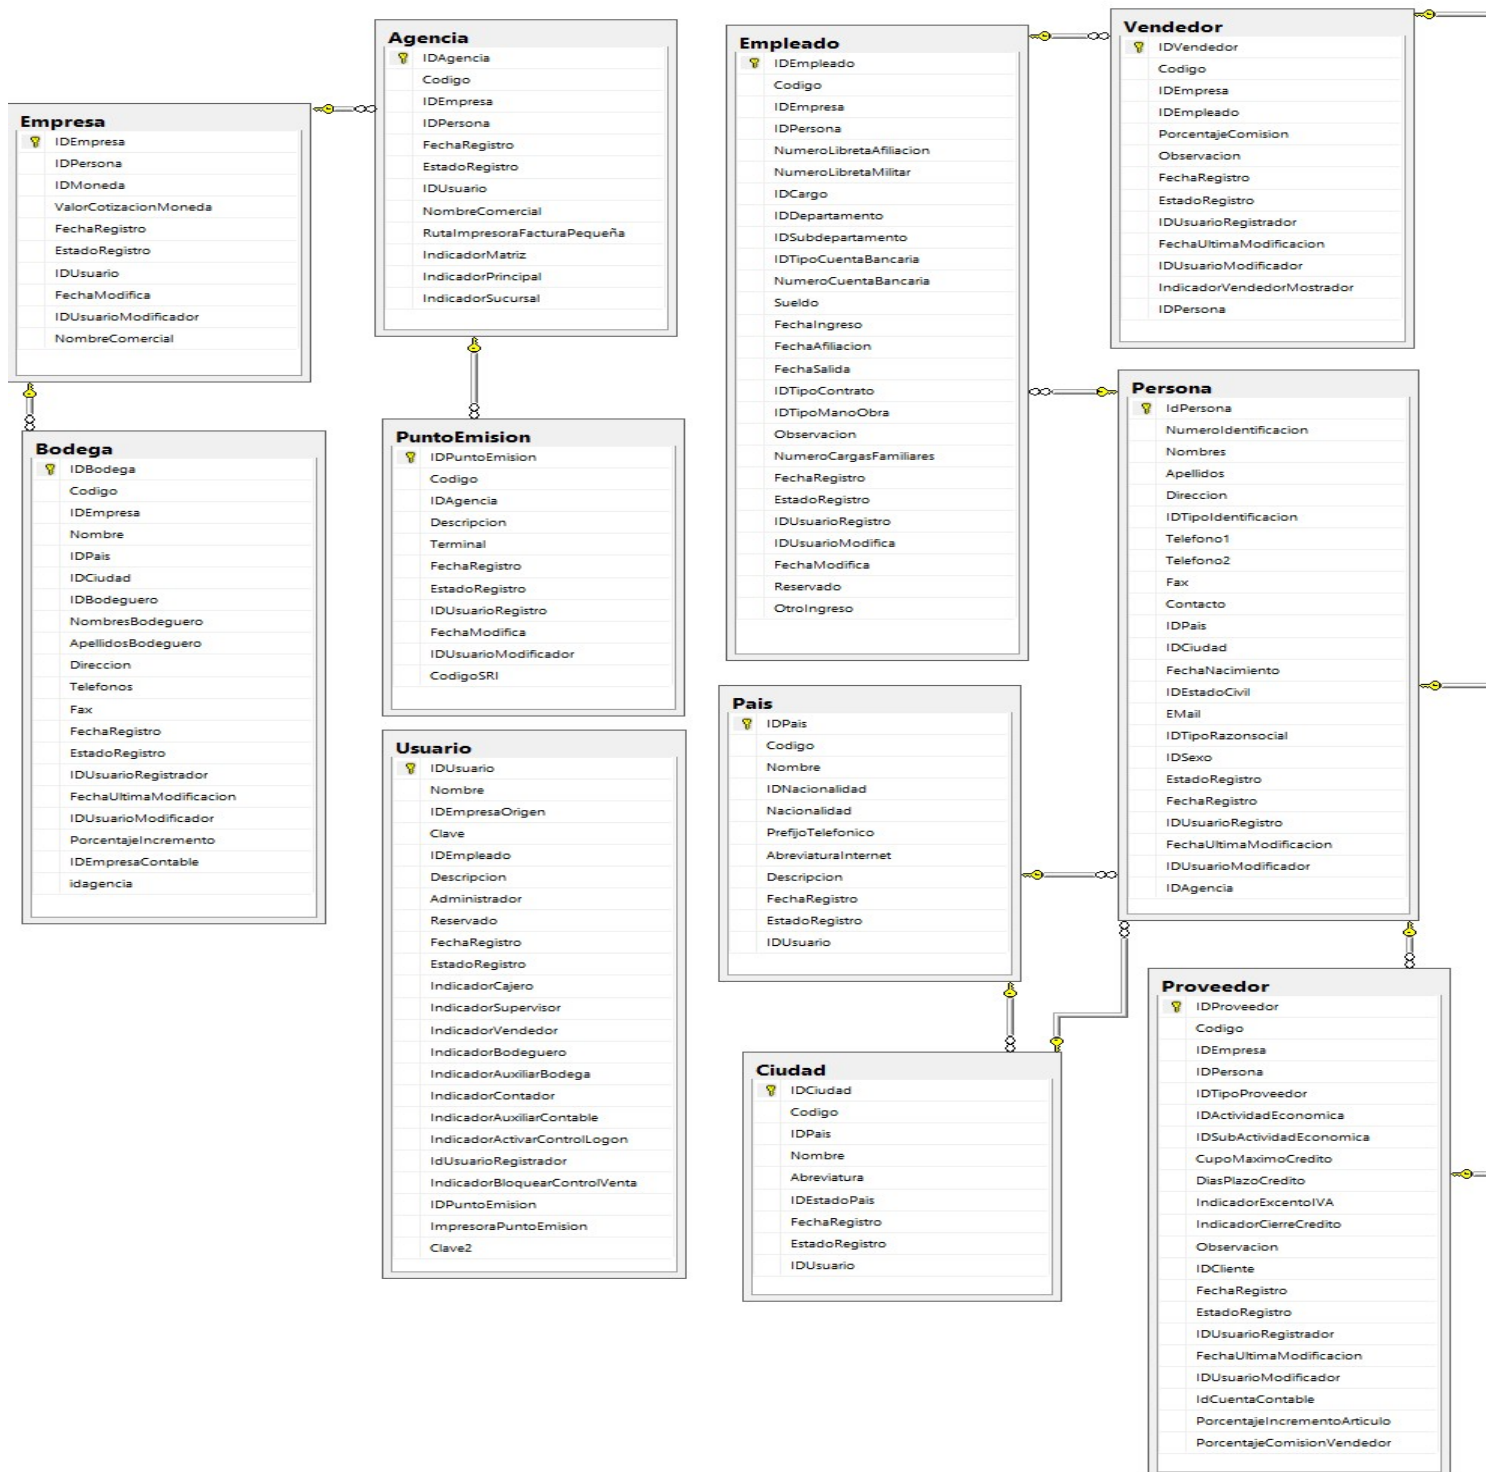 Empresa
IDEmpresa
IDPersona
IDMoneda
ValorCotizacionMoneda
FechaRegistro
EstadoRegistro
IDUsuario
FechaModifica
IDUsuarioModificador
NombreComercial
Bodega
IDBodega
Codigo
IDEmpresa
Nombre
IDPais
IDCiudad
IDBodeguero
NombresBodeguero
ApellidosBodeguero
Direccion
Telefonos
Fax
FechaRegistro
EstadoRegistro
IDUsuarioRegistrador
FechaUltimaModificacion
IDUsuarioModificador
PorcentajeIncremento
IDEmpresaContable
idagencia
Agencia
IDAgencia
Codigo
IDEmpresa
IDPersona
FechaRegistro
EstadoRegistro
IDUsuario
NombreComercial
RutaImpresoraFacturaPequeña
IndicadorMatriz
IndicadorPrincipal
IndicadorSucursal
PuntoEmision
IDPuntoEmision
Codigo
IDAgencia
Descripcion
Terminal
FechaRegistro
EstadoRegistro
IDUsuarioRegistro
FechaModifica
IDUsuarioModificador
CodigoSRI
Usuario
IDUsuario
Nombre
IDEmpresaOrigen
Clave
IDEmpleado
Descripcion
Administrador
Reservado
FechaRegistro
EstadoRegistro
IndicadorCajero
IndicadorSupervisor
IndicadorVendedor
IndicadorBodeguero
IndicadorAuxiliarBodega
IndicadorContador
IndicadorAuxiliarContable
IndicadorActivarControlLogon
IdUsuarioRegistrador
IndicadorBloquearControlVenta
IDPuntoEmision
ImpresoraPuntoEmision
Clave2
Empleado
IDEmpleado
Codigo
IDEmpresa
IDPersona
NumeroLibretaAfiliacion
NumeroLibretaMilitar
IDCargo
IDDepartamento
IDSubdepartamento
IDTipoCuentaBancaria
NumeroCuentaBancaria
Sueldo
FechaIngreso
FechaAfiliacion
FechaSalida
IDTipoContrato
IDTipoManoObra
Observacion
NumeroCargasFamiliares
FechaRegistro
EstadoRegistro
IDUsuarioRegistro
IDUsuarioModifica
FechaModifica
Reservado
OtroIngreso
Pais
IDPais
Codigo
Nombre
IDNacionalidad
Nacionalidad
PrefijoTelefonico
AbreviaturaInternet
Descripcion
FechaRegistro
EstadoRegistro
IDUsuario
Ciudad
IDCiudad
Codigo
IDPais
Nombre
Abreviatura
IDEstadoPais
FechaRegistro
EstadoRegistro
IDUsuario
Vendedor
IDVendedor
Codigo
IDEmpresa
IDEmpleado
PorcentajeComision
Observacion
FechaRegistro
EstadoRegistro
IDUsuarioRegistrador
FechaUltimaModificacion
IDUsuarioModificador
IndicadorVendedorMostrador
IDPersona
Persona
IdPersona
NumeroIdentificacion
Nombres
Apellidos
Direccion
IDTipoIdentificacion
Telefono1
Telefono2
Fax
Contacto
IDPais
IDCiudad
FechaNacimiento
IDEstadoCivil
EMail
IDTipoRazonsocial
IDSexo
EstadoRegistro
FechaRegistro
IDUsuarioRegistro
FechaUltimaModificacion
IDUsuarioModificador
IDAgencia
Proveedor
IDProveedor
Codigo
IDEmpresa
IDPersona
IDTipoProveedor
IDActividadEconomica
IDSubActividadEconomica
CupoMaximoCredito
DiasPlazoCredito
IndicadorExcentoIVA
IndicadorCierreCredito
Observacion
IDCliente
FechaRegistro
EstadoRegistro
IDUsuarioRegistrador
FechaUltimaModificacion
IDUsuarioModificador
IdCuentaContable
PorcentajeIncrementoArticulo
PorcentajeComisionVendedor